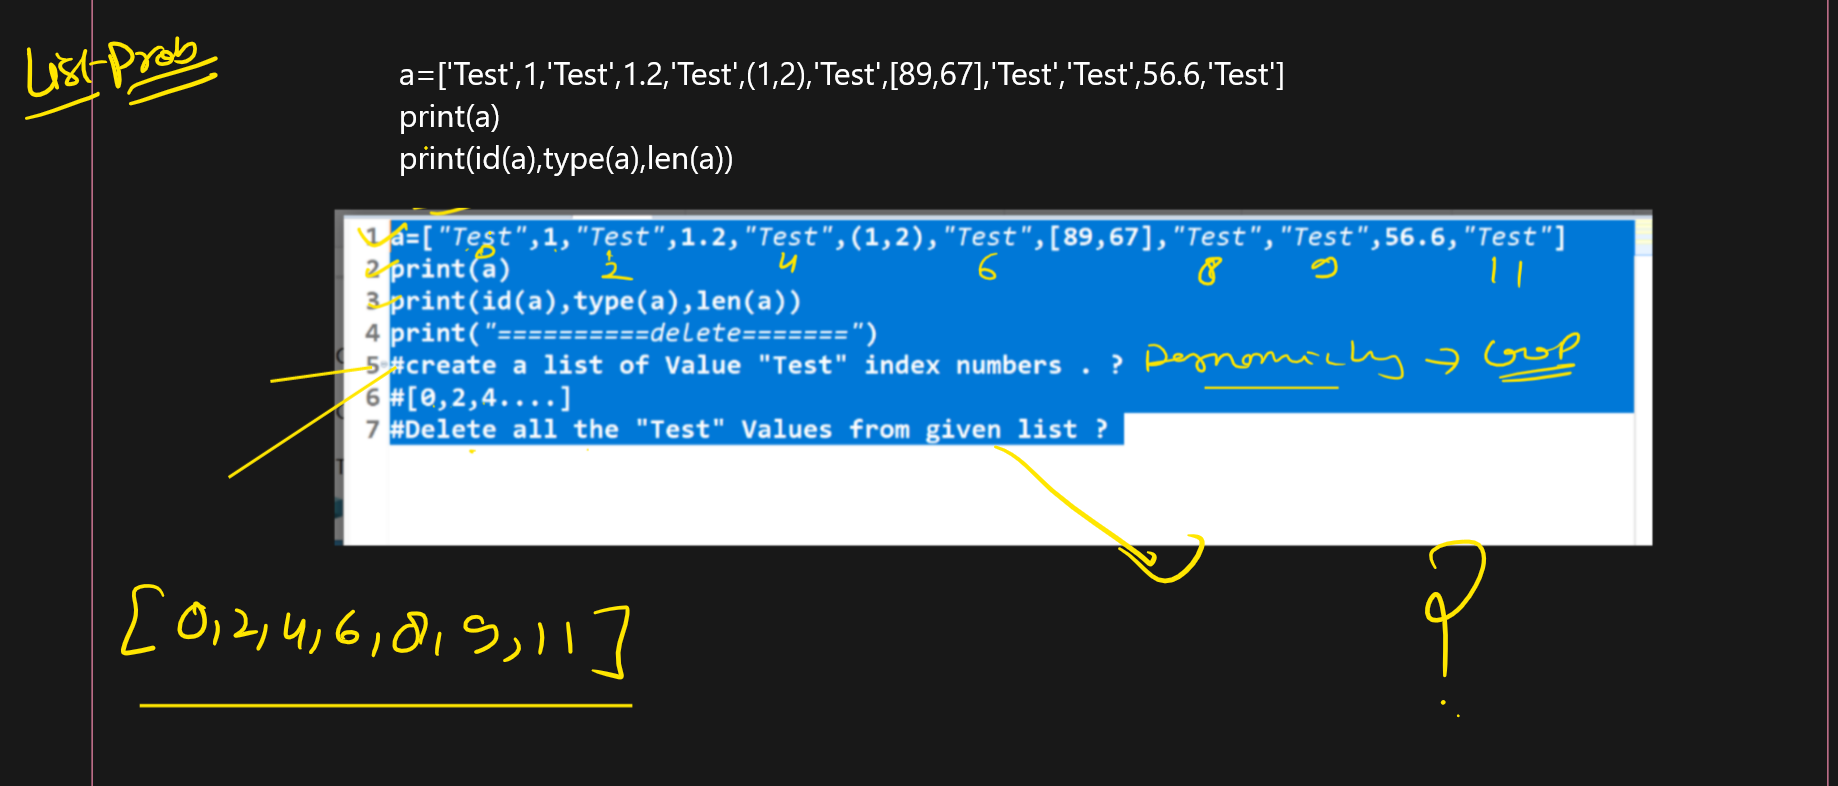 List-Prob
a=['Test',1,'Test',1.2,'Test',(1,2),'Test',[89,67],'Test','Test',56.6,'Test']
print(a)
print(id(a),type(a),len(a))
1 a=["Test",1,"Test",1.2,"Test",(1,2),"Test",[89,67],"Test","Test",56.6,"Test"]
0 2 4 6 8 9 11
2 print(a)
3 print(id(a),type(a),len(a))
4 print("==========delete=======")
5 #create a list of Value "Test" index numbers . ? → Loop
6 #[0,2,4....]
7 #Delete all the "Test" Values from given list ?
?
[0,2,4,6,8,9,11]